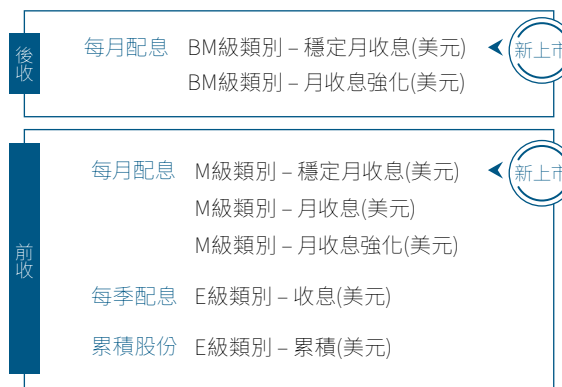 後收
每月配息 BM級類別 – 穩定月收息(美元) 新上市
BM級類別 – 月收息強化(美元)
前收
每月配息 M級類別 – 穩定月收息(美元) 新上市
M級類別 – 月收息(美元)
M級類別 – 月收息強化(美元)
每季配息 E級類別 – 收息(美元)
累積股份 E級類別 – 累積(美元)